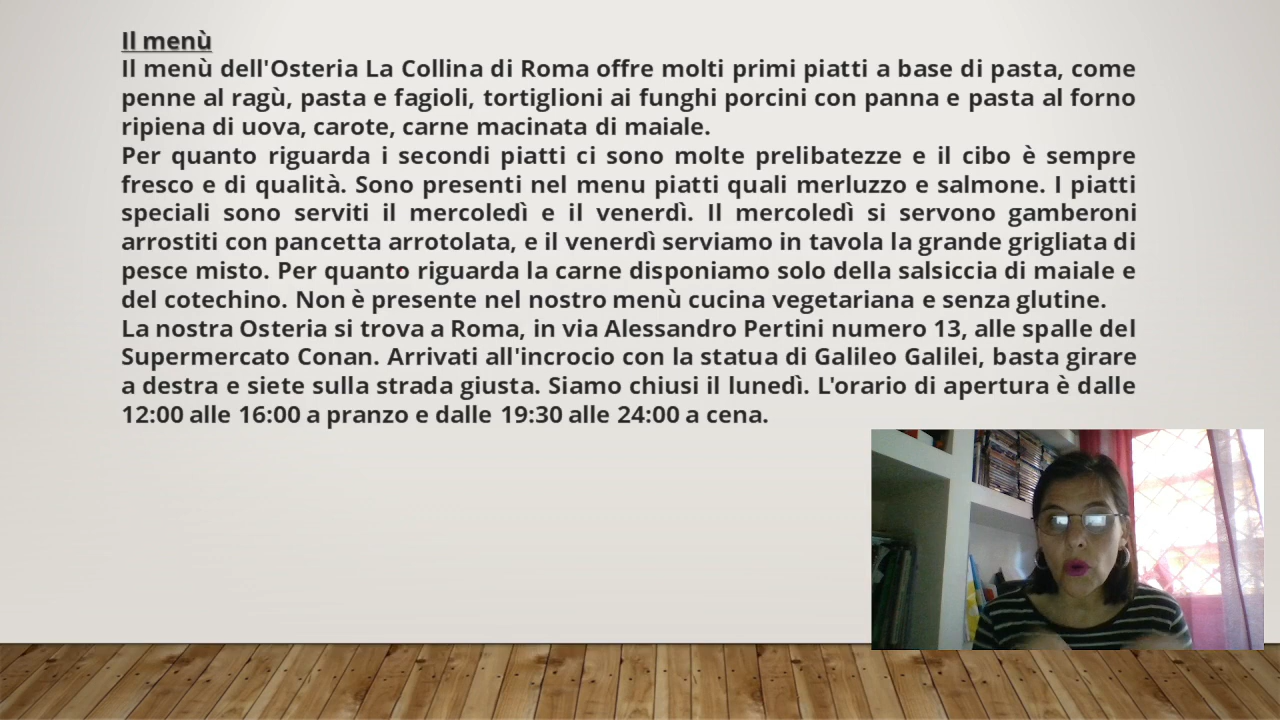 Il menù
Il menù dell'Osteria La Collina di Roma offre molti primi piatti a base di pasta, come
penne al ragù, pasta e fagioli, tortiglioni ai funghi porcini con panna e pasta al forno
ripiena di uova, carote, carne macinata di maiale.
Per quanto riguarda i secondi piatti ci sono molte prelibatezze e il cibo è sempre
fresco e di qualità. Sono presenti nel menu piatti quali merluzzo e salmone. I piatti
speciali sono serviti il mercoledì e il venerdì. Il mercoledì si servono gamberoni
arrostiti con pancetta arrotolata, e il venerdì serviamo in tavola la grande grigliata di
pesce misto. Per quanto riguarda la carne disponiamo solo della salsiccia di maiale e
del cotechino. Non è presente nel nostro menù cucina vegetariana e senza glutine.
La nostra Osteria si trova a Roma, in via Alessandro Pertini numero 13, alle spalle del
Supermercato Conan. Arrivati all'incrocio con la statua di Galileo Galilei, basta girare
a destra e siete sulla strada giusta. Siamo chiusi il lunedì. L'orario di apertura è dalle
12:00 alle 16:00 a pranzo e dalle 19:30 alle 24:00 a cena.